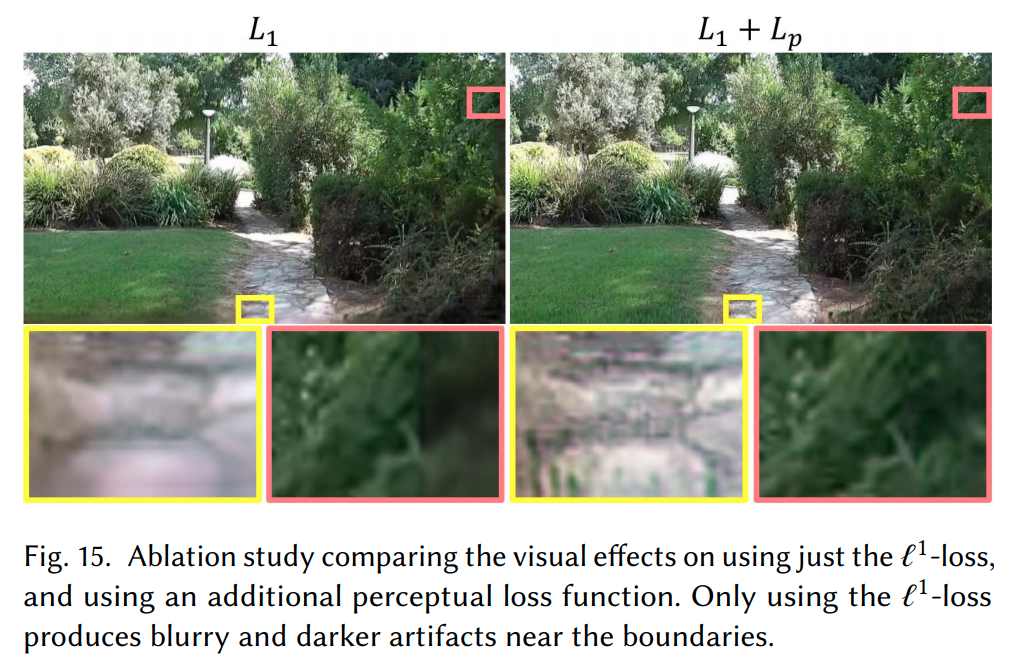 L₁
L₁ + Lₚ
Fig. 15. Ablation study comparing the visual effects on using just the ℓ¹-loss,
and using an additional perceptual loss function. Only using the ℓ¹-loss
produces blurry and darker artifacts near the boundaries.